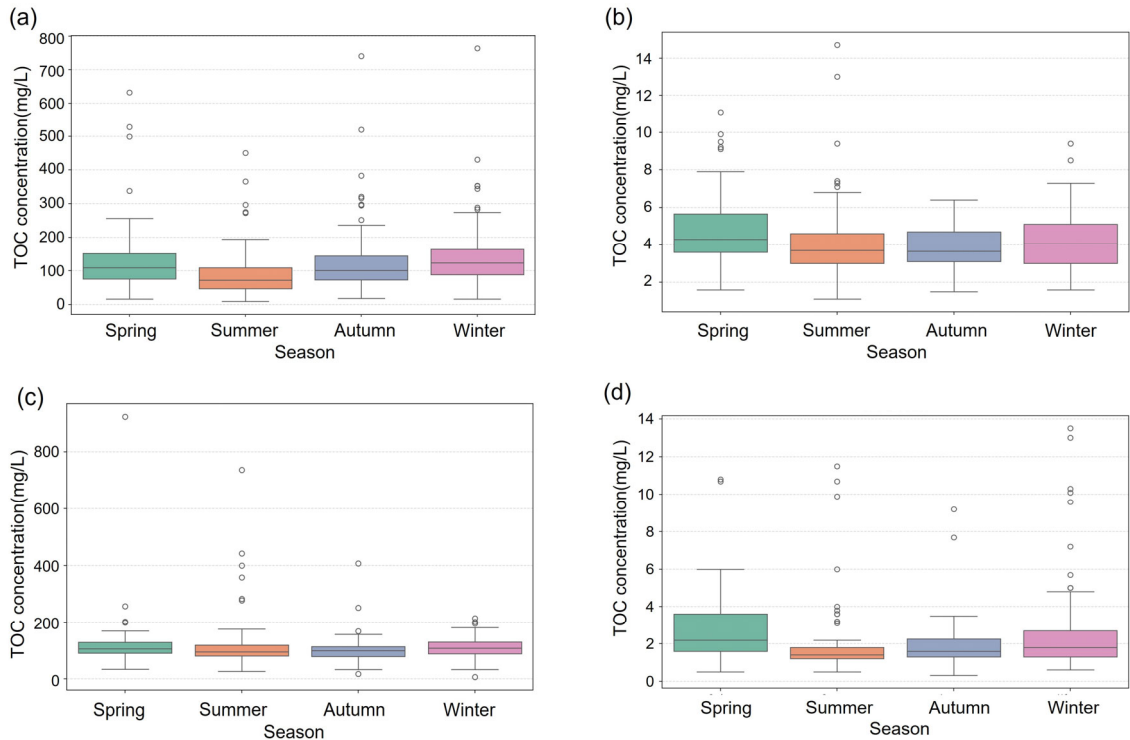 (a)
TOC concentration(mg/L)
800
700
600
500
400
300
200
100
0
Spring
Summer
Autumn
Winter
Season
(b)
TOC concentration(mg/L)
14
12
10
8
6
4
2
Spring
Summer
Autumn
Winter
Season
(c)
TOC concentration(mg/L)
800
600
400
200
0
Spring
Summer
Autumn
Winter
Season
(d)
TOC concentration(mg/L)
14
12
10
8
6
4
2
0
Spring
Summer
Autumn
Winter
Season